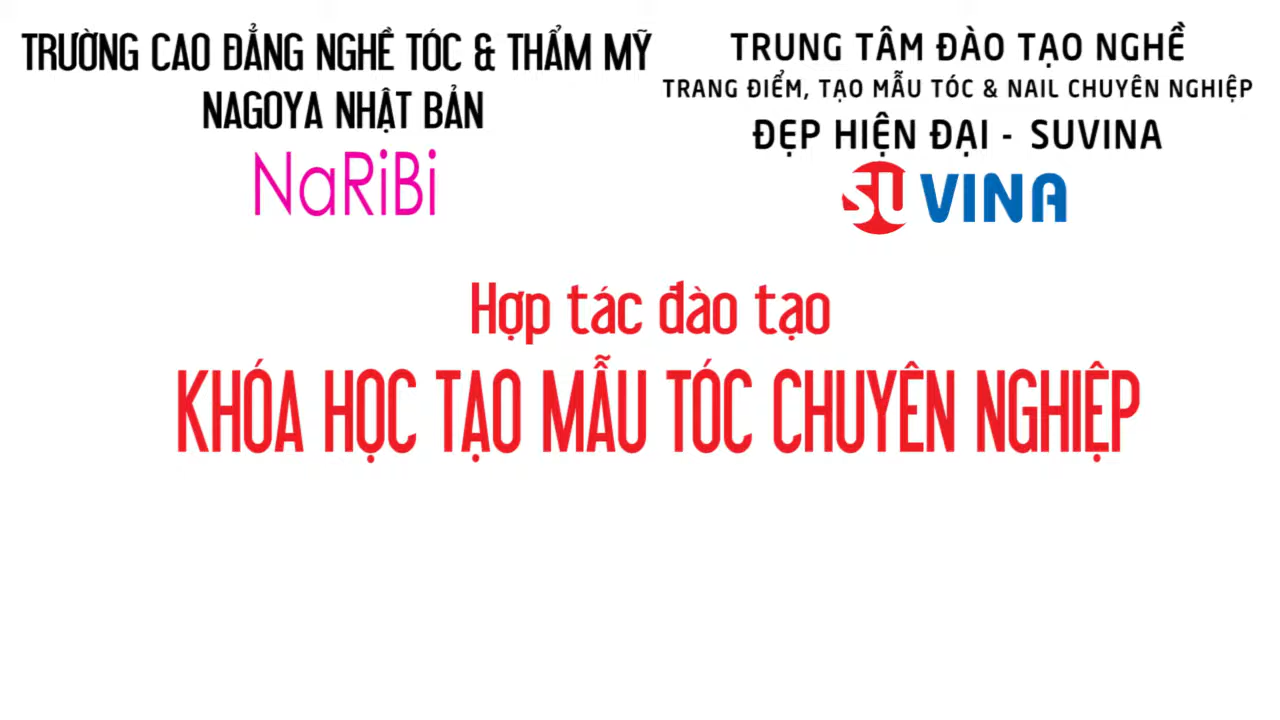 TRƯỜNG CAO ĐẲNG NGHỀ TÓC & THẨM MỸ
NAGOYA NHẬT BẢN
NaRiBi
TRUNG TÂM ĐÀO TẠO NGHỀ
TRANG ĐIỂM, TẠO MẪU TÓC & NAIL CHUYÊN NGHIỆP
ĐẸP HIỆN ĐẠI - SUVINA
SU VINA
Hợp tác đào tạo
KHÓA HỌC TẠO MẪU TÓC CHUYÊN NGHIỆP